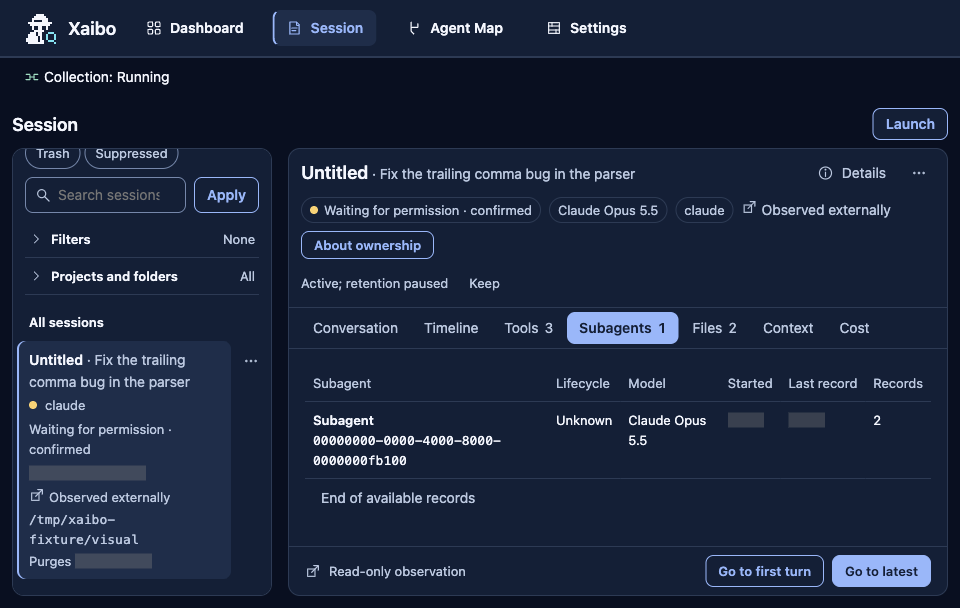 Xaibo
Dashboard
Session
Agent Map
Settings
Collection: Running
Session
Launch
Trash
Suppressed
Search sessions
Apply
Filters
None
Projects and folders
All
All sessions
Untitled · Fix the trailing
comma bug in the parser
claude
Waiting for permission ·
confirmed
Observed externally
/tmp/xaibo-
fixture/visual
Purges
Untitled · Fix the trailing comma bug in the parser
Details
Waiting for permission · confirmed
Claude Opus 5.5
claude
Observed externally
About ownership
Active; retention paused
Keep
Conversation
Timeline
Tools 3
Subagents 1
Files 2
Context
Cost
Subagent
Lifecycle
Model
Started
Last record
Records
Subagent
00000000-0000-4000-8000-
0000000fb100
Unknown
Claude Opus
5.5
2
End of available records
Read-only observation
Go to first turn
Go to latest